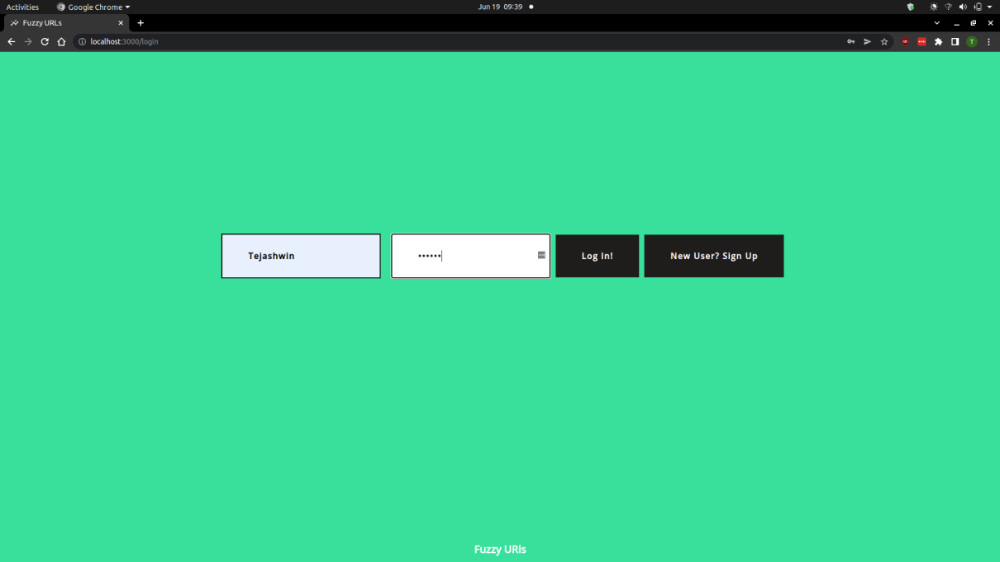 Activities Google Chrome Jun 19 09:39
Fuzzy URLs
localhost:3000/login T
Tejashwin •••••• Log In! New User? Sign Up
Fuzzy URls